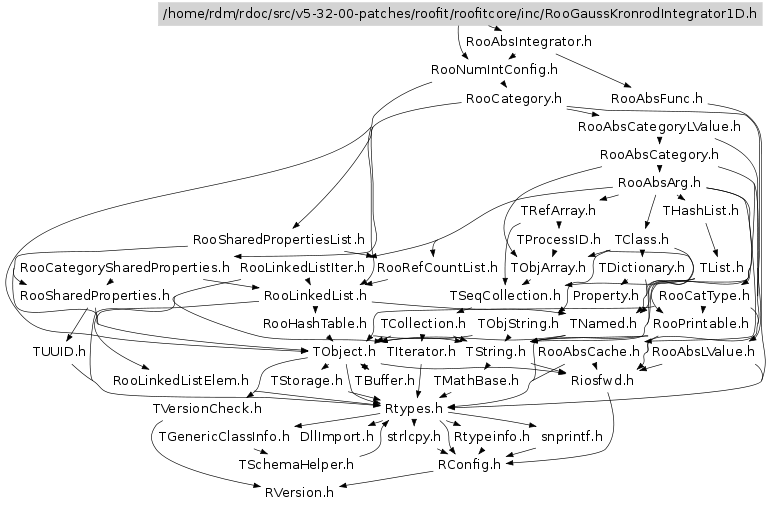 /home/rdm/rdoc/src/v5-32-00-patches/roofit/roofitcore/inc/RooGaussKronrodIntegrator1D.h
RooAbsIntegrator.h
RooNumIntConfig.h
RooCategory.h RooAbsFunc.h
RooAbsCategoryLValue.h
RooAbsCategory.h
RooAbsArg.h
TRefArray.h THashList.h
RooSharedPropertiesList.h TProcessID.h TClass.h
RooCategorySharedProperties.h RooLinkedListIter.h RooRefCountList.h TObjArray.h TDictionary.h TList.h
RooSharedProperties.h RooLinkedList.h TSeqCollection.h Property.h RooCatType.h
RooHashTable.h TCollection.h TObjString.h TNamed.h RooPrintable.h
TUUID.h TObject.h TIterator.h TString.h RooAbsCache.h RooAbsLValue.h
RooLinkedListElem.h TStorage.h TBuffer.h TMathBase.h Riosfwd.h
TVersionCheck.h Rtypes.h
TGenericClassInfo.h DllImport.h strlcpy.h Rtypeinfo.h snprintf.h
TSchemaHelper.h RConfig.h
RVersion.h